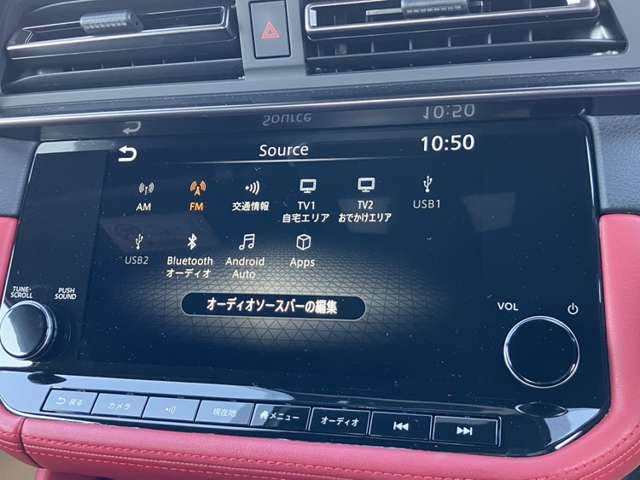 Source 10:50
AM
FM
交通情報
TV1
自宅エリア
TV2
おでかけエリア
USB1
USB2
Bluetooth
オーディオ
Android
Auto
Apps
オーディオソースバーの編集
TUNE・
SCROLL
PUSH
SOUND
VOL
戻る
カメラ
現在地
メニュー
オーディオ